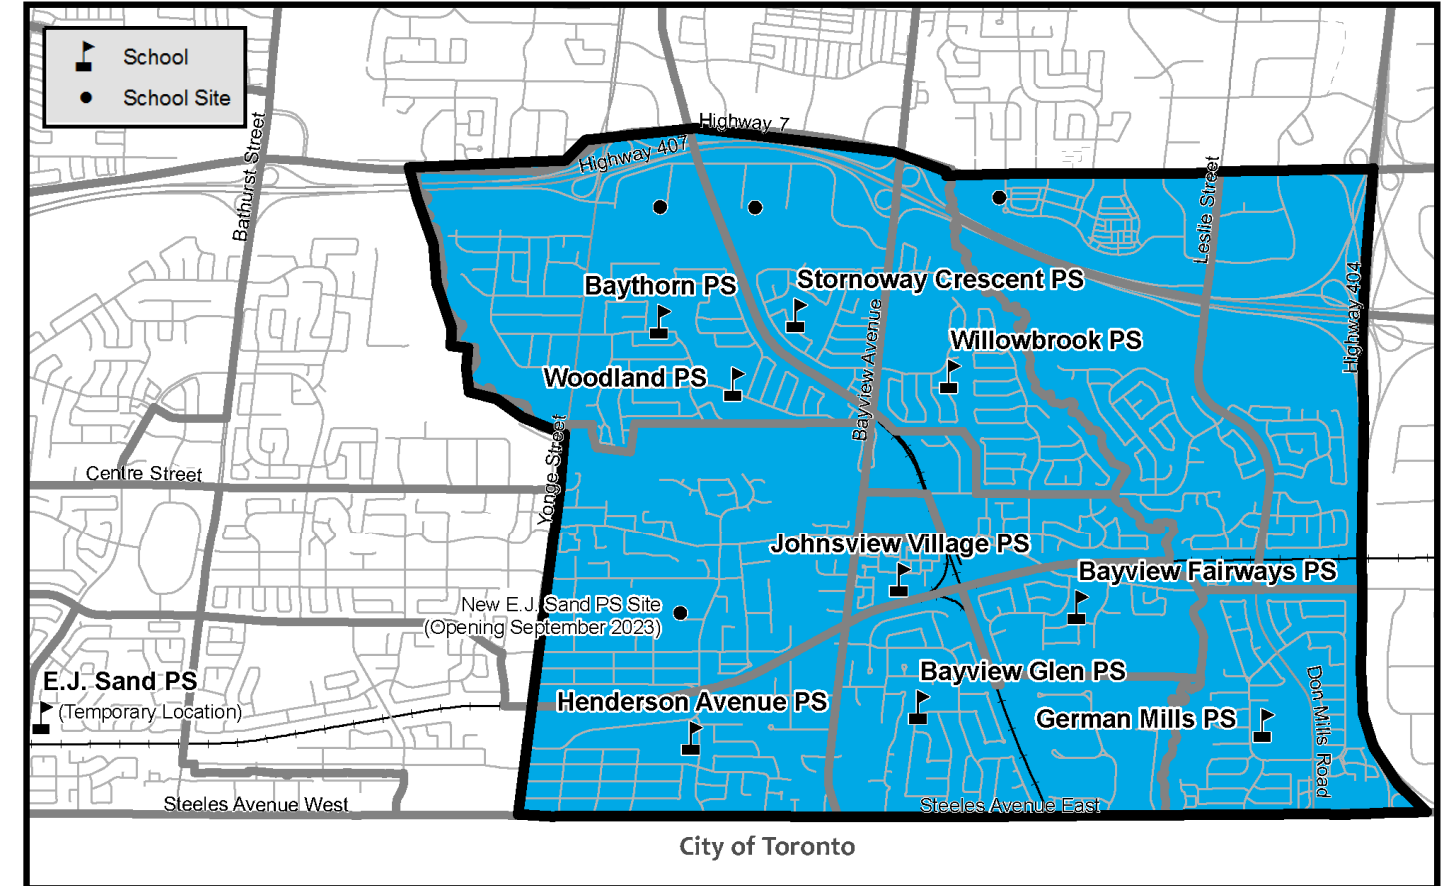 School
School Site
Highway 7
Highway 407
Bathurst Street
Leslie Street
Highway 404
Baythorn PS
Stornoway Crescent PS
Bayview Avenue
Willowbrook PS
Woodland PS
Yonge Street
Centre Street
Johnsview Village PS
Bayview Fairways PS
New E.J. Sand PS Site
(Opening September 2023)
E.J. Sand PS
(Temporary Location)
Henderson Avenue PS
Bayview Glen PS
German Mills PS
Don Mills Road
Steeles Avenue West
Steeles Avenue East
City of Toronto